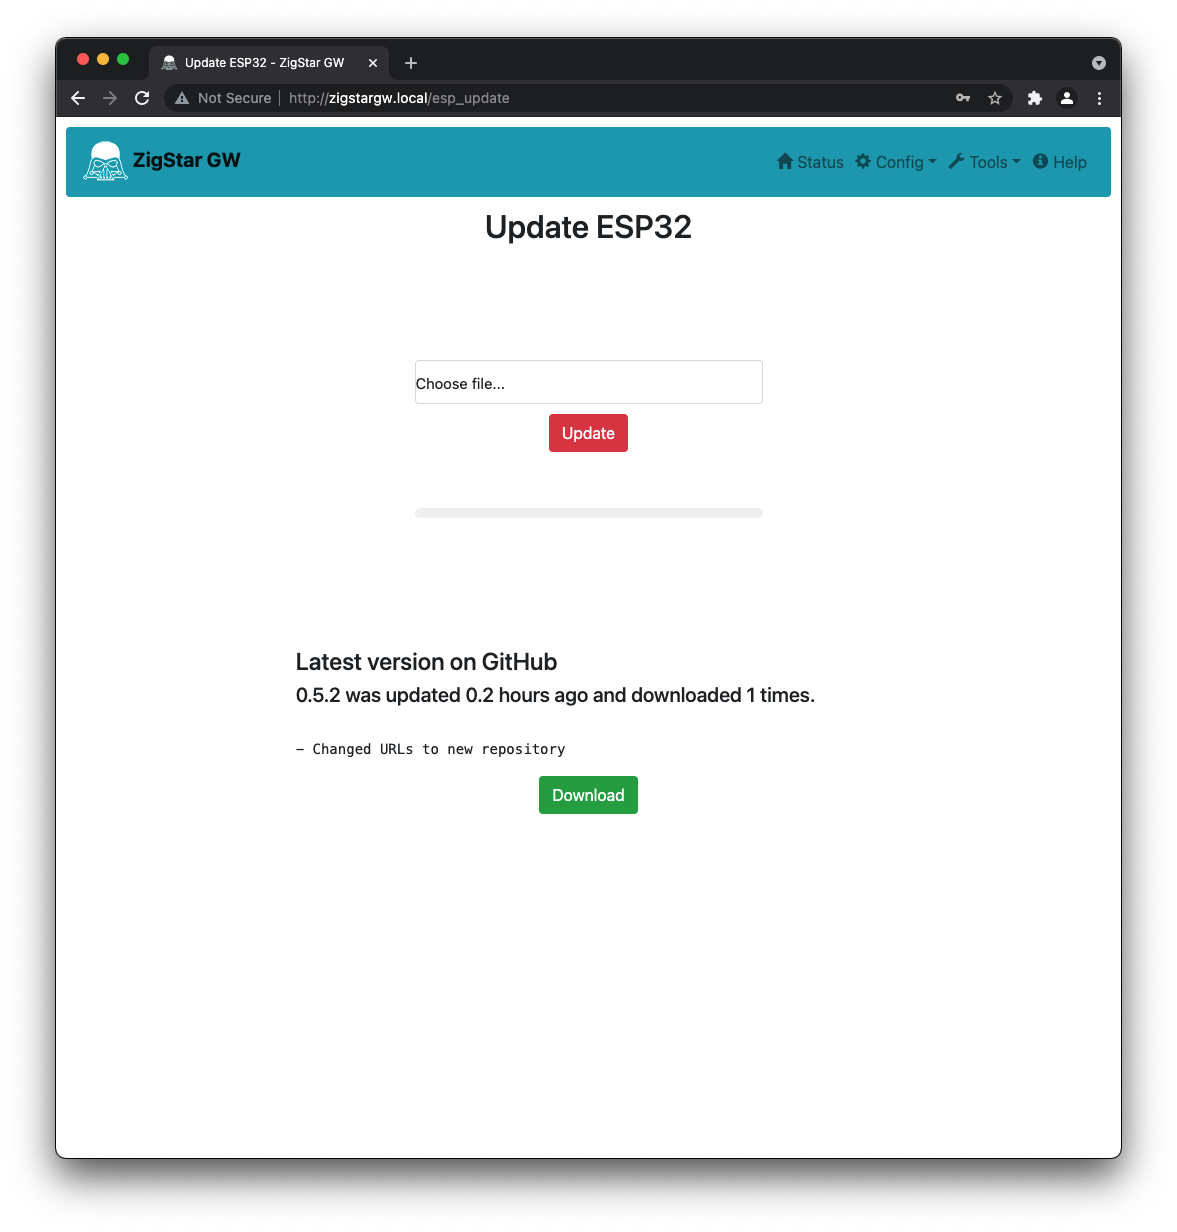 Update ESP32 - ZigStar GW
Not Secure | http://zigstargw.local/esp_update
ZigStar GW
Status Config Tools Help
Update ESP32
Choose file...
Update
Latest version on GitHub
0.5.2 was updated 0.2 hours ago and downloaded 1 times.
– Changed URLs to new repository
Download